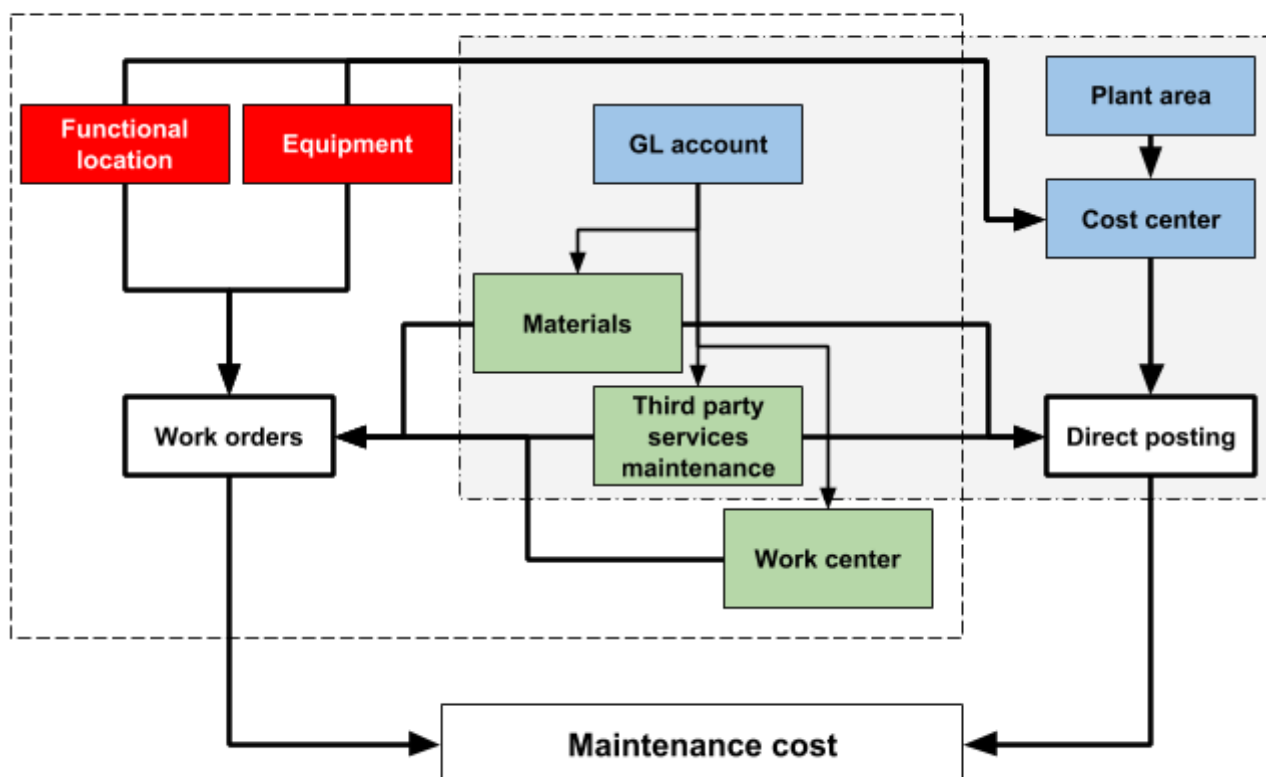 Plant area
Functional
location
Equipment
GL account
Cost center
Materials
Third party
services
maintenance
Work orders
Direct posting
Work center
Maintenance cost